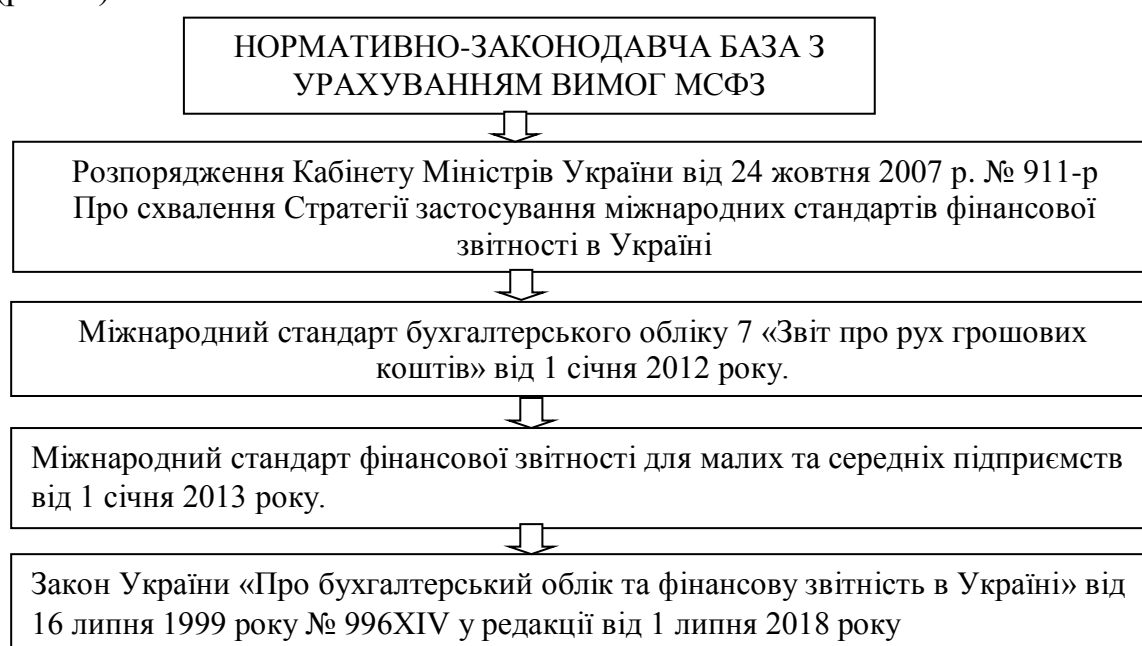 НОРМАТИВНО-ЗАКОНОДАВЧА БАЗА З
УРАХУВАННЯМ ВИМОГ МСФЗ
Розпорядження Кабінету Міністрів України від 24 жовтня 2007 р. № 911-р
Про схвалення Стратегії застосування міжнародних стандартів фінансової
звітності в Україні
Міжнародний стандарт бухгалтерського обліку 7 «Звіт про рух грошових
коштів» від 1 січня 2012 року.
Міжнародний стандарт фінансової звітності для малих та середніх підприємств
від 1 січня 2013 року.
Закон України «Про бухгалтерський облік та фінансову звітність в Україні» від
16 липня 1999 року № 996XIV у редакції від 1 липня 2018 року